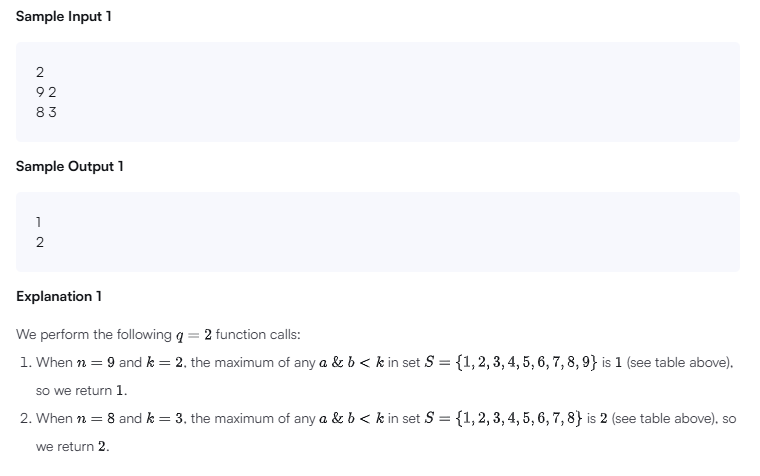 Sample Input 1
2
9 2
8 3
Sample Output 1
1
2
Explanation 1
We perform the following q = 2 function calls:
1. When n = 9 and k = 2, the maximum of any a & b < k in set S = {1, 2, 3, 4, 5, 6, 7, 8, 9} is 1 (see table above),
so we return 1.
2. When n = 8 and k = 3, the maximum of any a & b < k in set S = {1, 2, 3, 4, 5, 6, 7, 8} is 2 (see table above), so
we return 2.